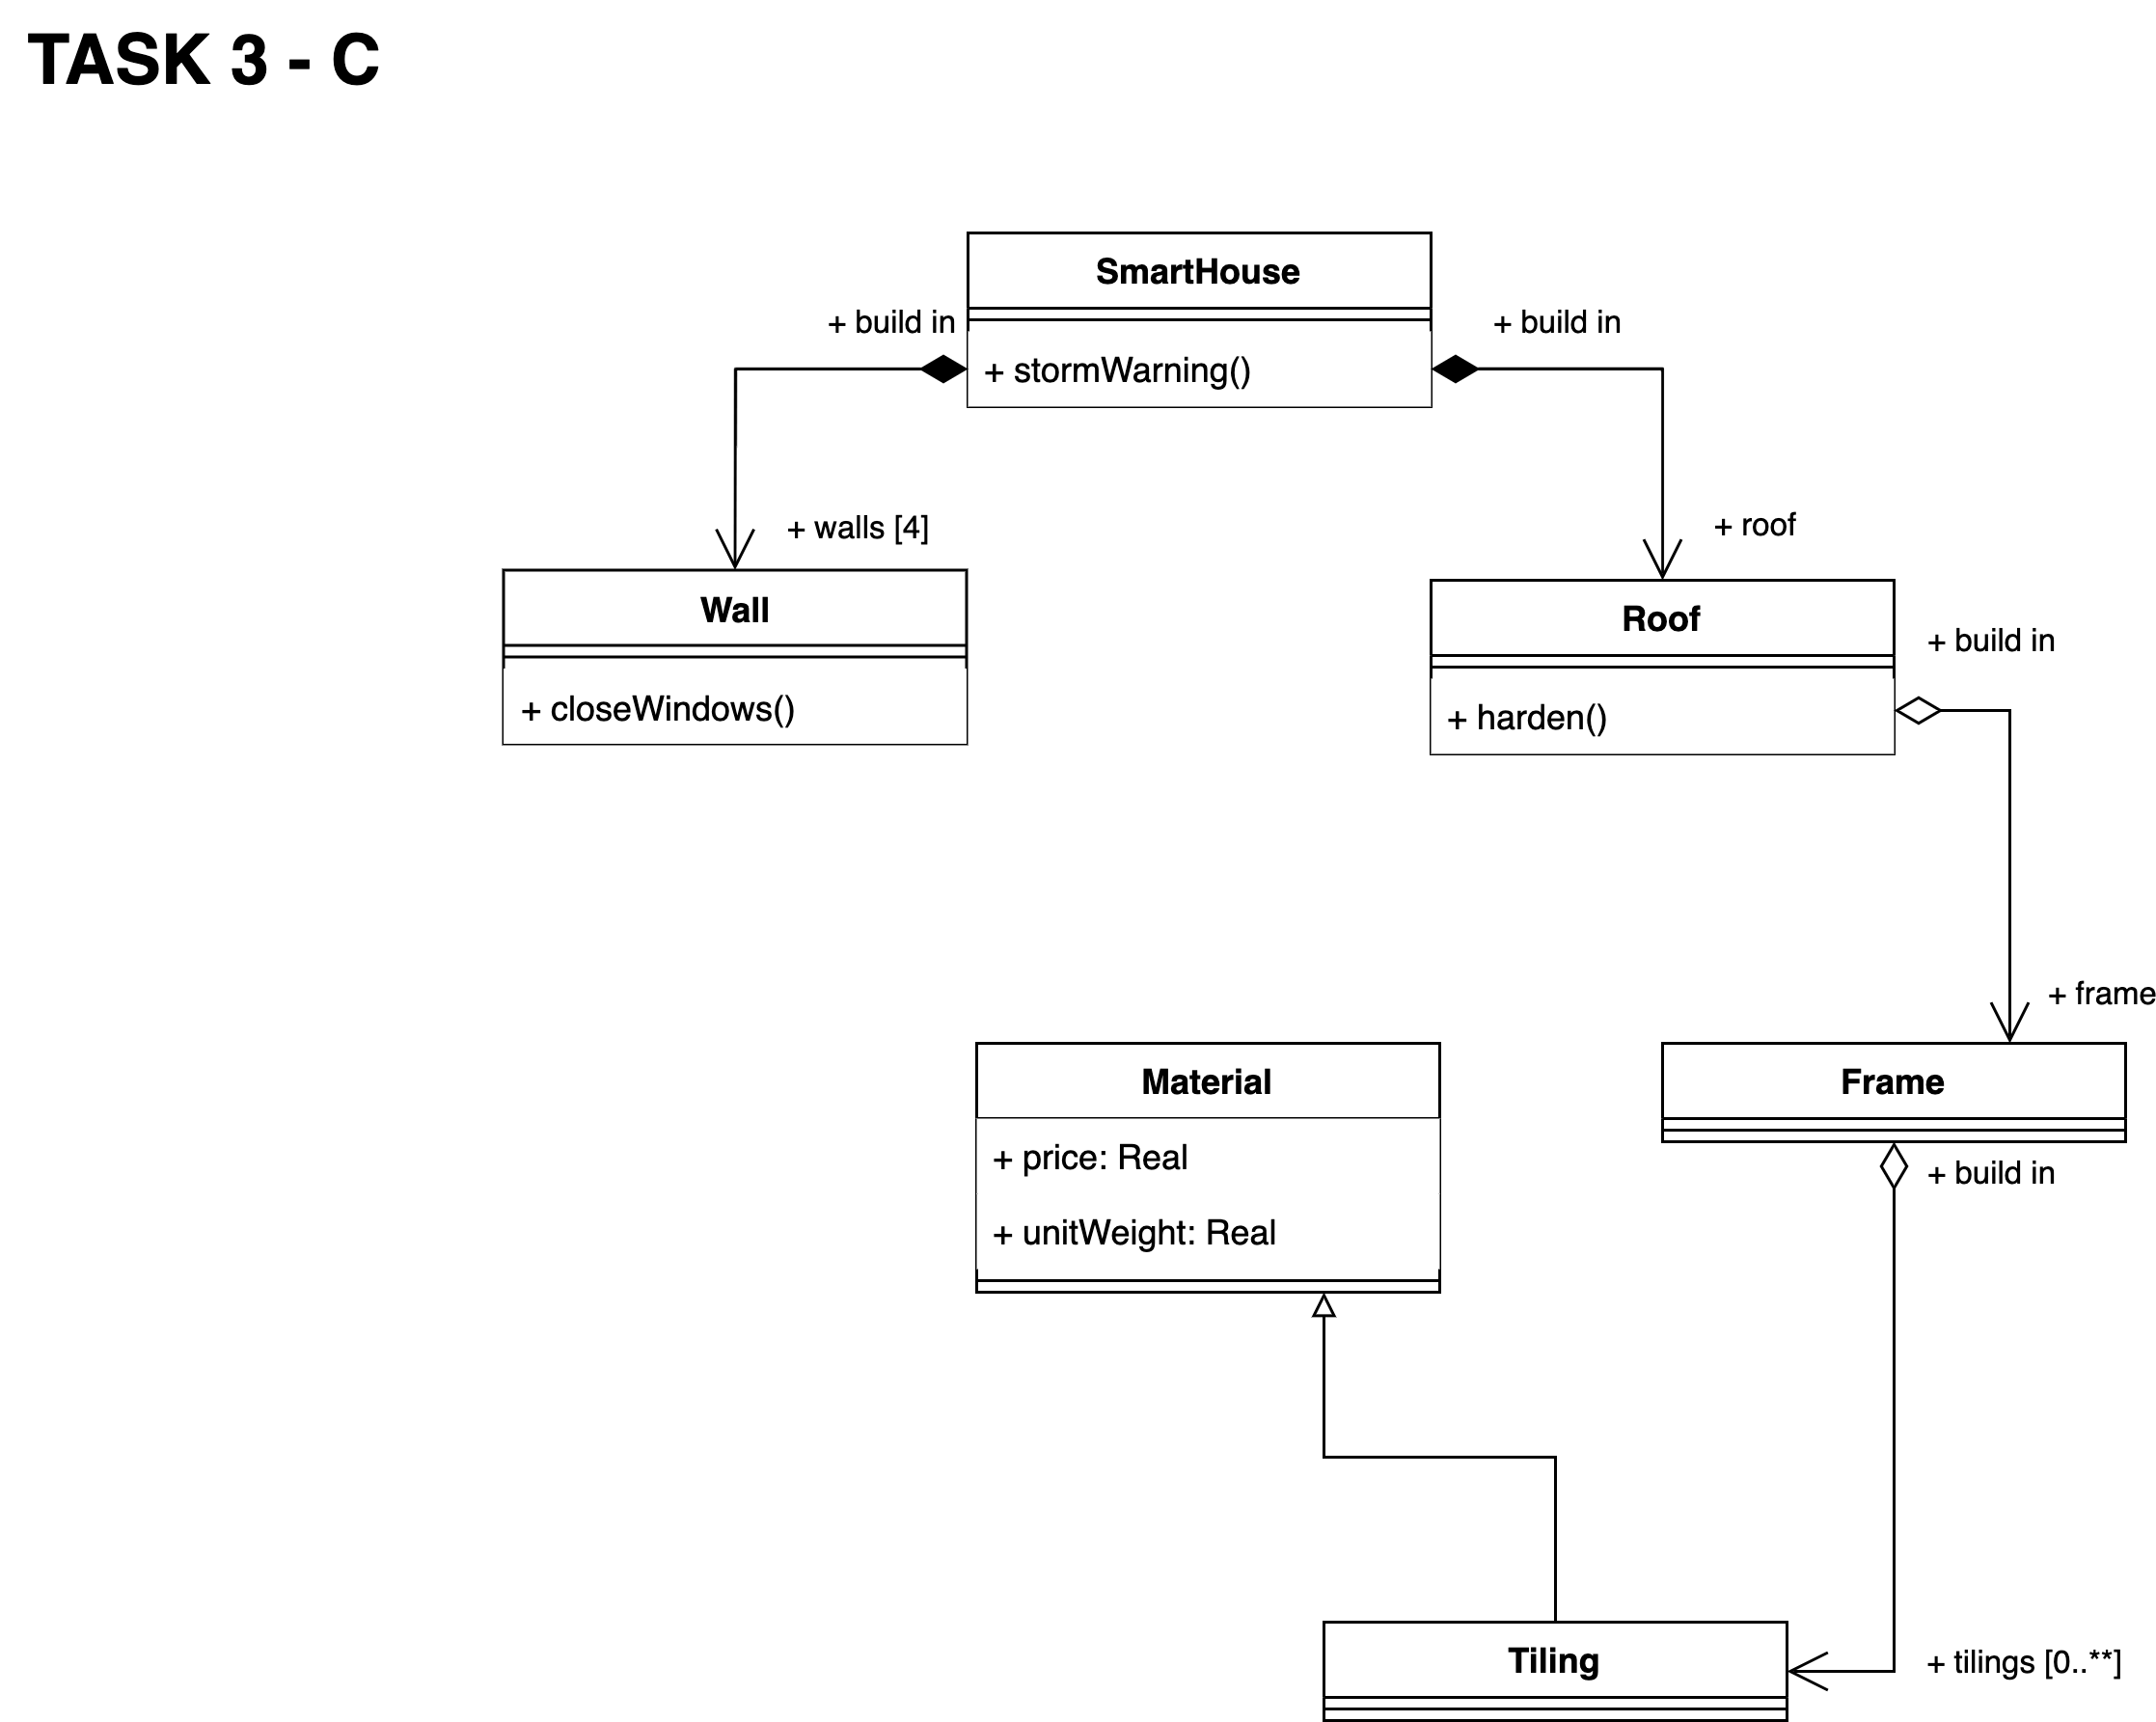 TASK 3 - C
SmartHouse
+ build in
+ build in
+ stormWarning()
+ walls [4]
+ roof
Wall
Roof
+ build in
+ closeWindows()
+ harden()
+ frame
Material
Frame
+ price: Real
+ build in
+ unitWeight: Real
Tiling
+ tilings [0..**]